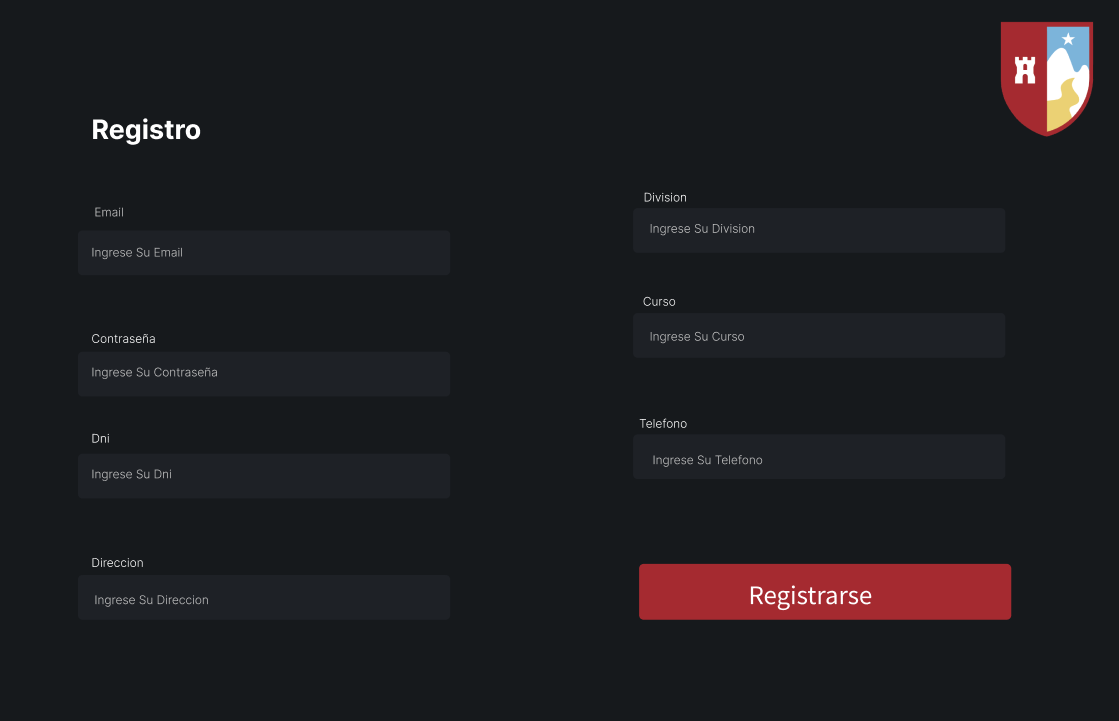 Registro
Email
Ingrese Su Email
Contraseña
Ingrese Su Contraseña
Dni
Ingrese Su Dni
Direccion
Ingrese Su Direccion
Division
Ingrese Su Division
Curso
Ingrese Su Curso
Telefono
Ingrese Su Telefono
Registrarse